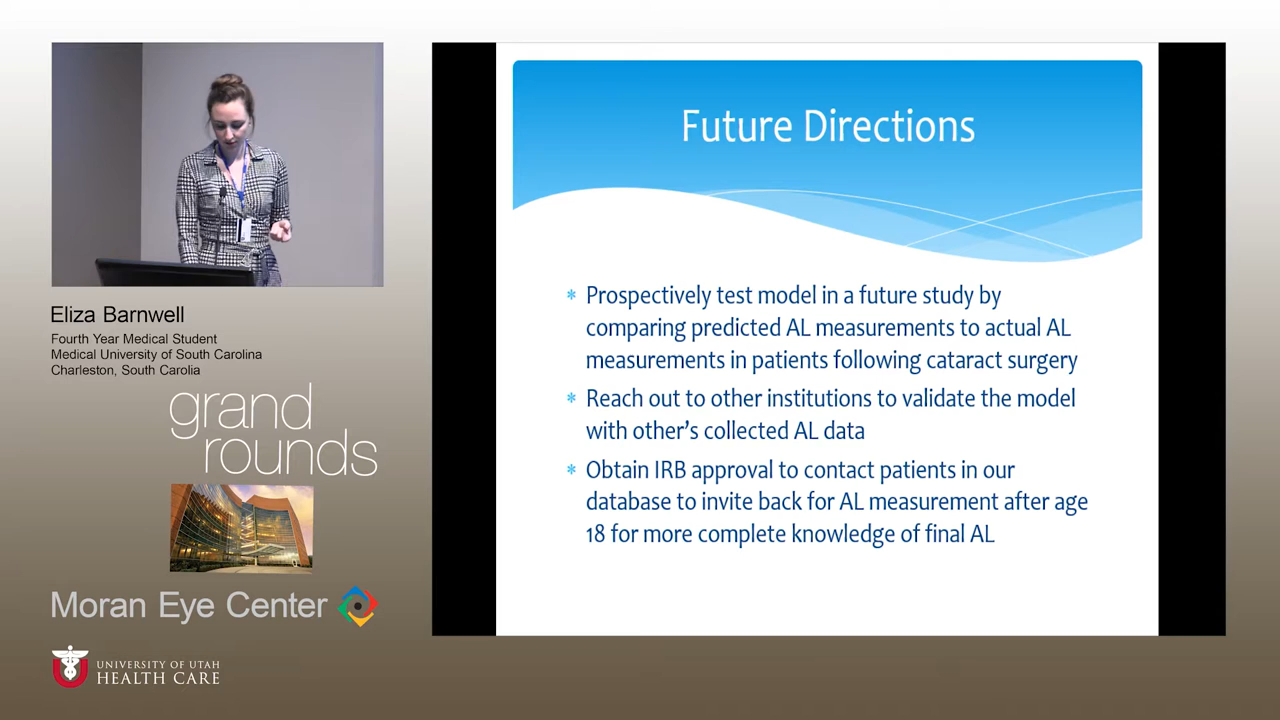 Future Directions
* Prospectively test model in a future study by
comparing predicted AL measurements to actual AL
measurements in patients following cataract surgery
* Reach out to other institutions to validate the model
with other's collected AL data
* Obtain IRB approval to contact patients in our
database to invite back for AL measurement after age
18 for more complete knowledge of final AL
Eliza Barnwell
Fourth Year Medical Student
Medical University of South Carolina
Charleston, South Carolia
grand
rounds
Moran Eye Center
U
UNIVERSITY OF UTAH
HEALTH CARE